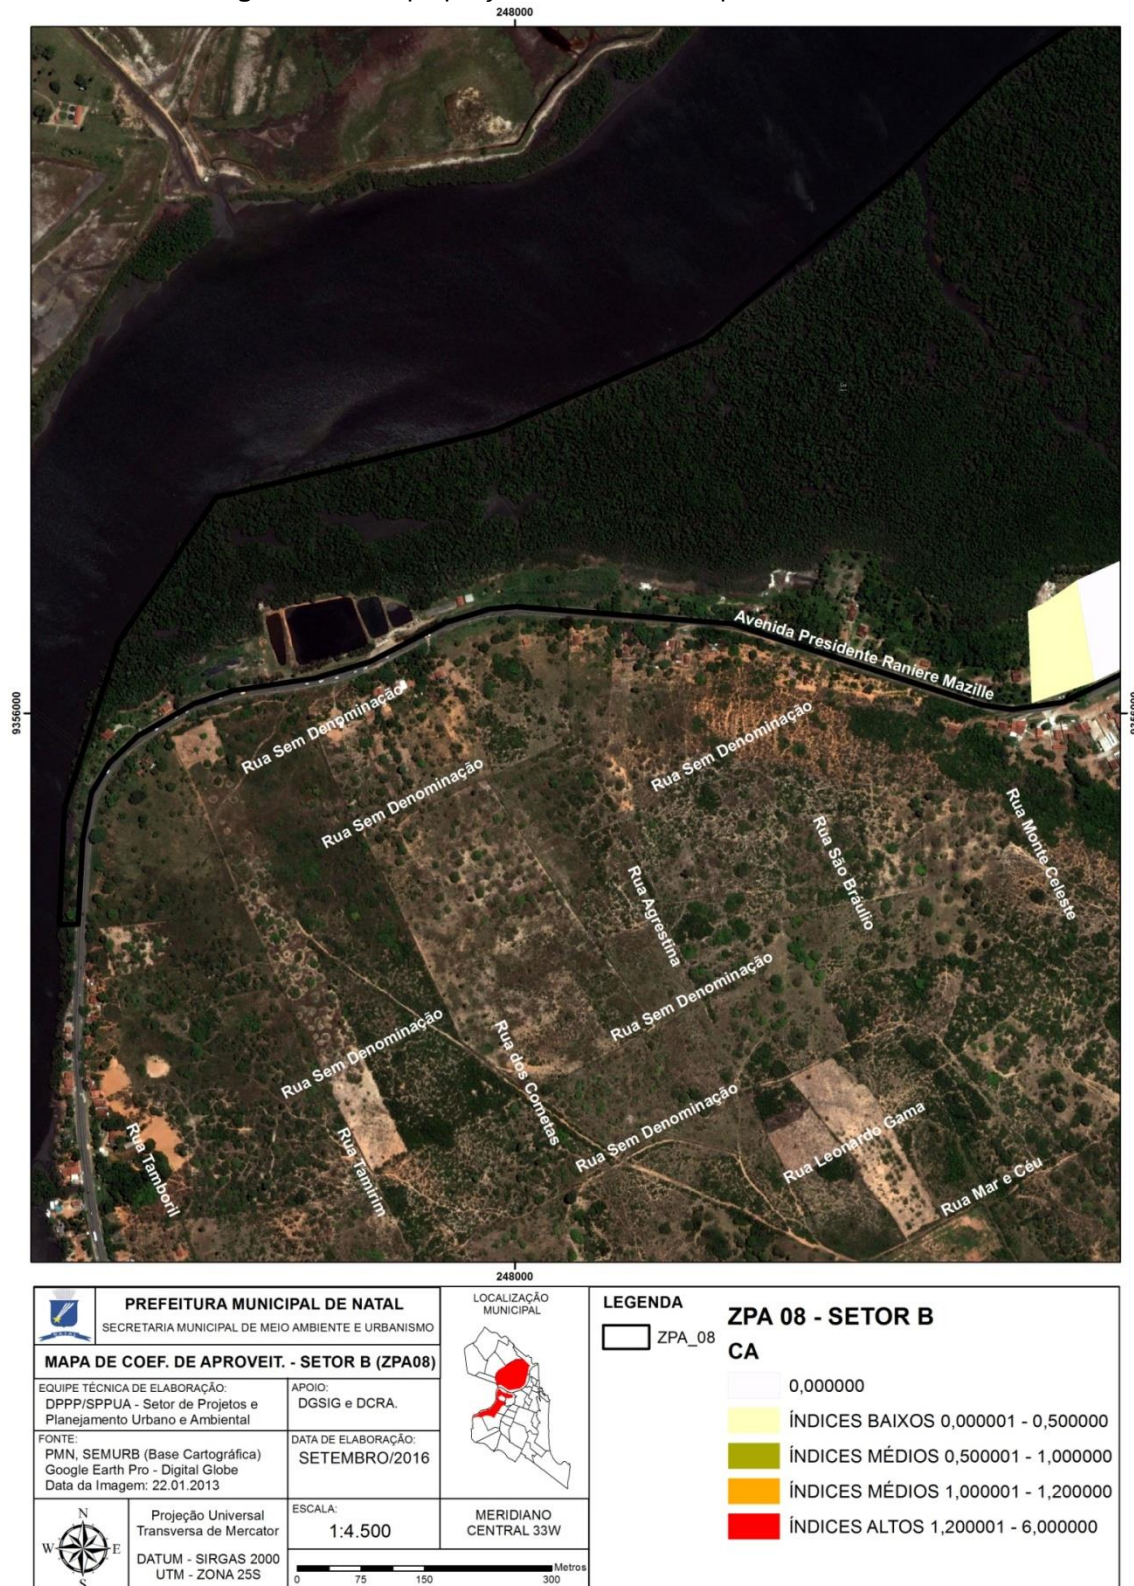 248000
Avenida Presidente Raniere Mazille
9356000
9356000
Rua Sem Denominação
Rua Sem Denominação
Rua Sem Denominação
Rua São Bráulio
Rua Monte Celeste
Rua Agrestina
Rua Sem Denominação
Rua Sem Denominação
Rua dos Cometas
Rua Sem Denominação
Rua Leonardo Gama
Rua Tamboril
Rua Tamirim
Rua Mar e Céu
248000
NATAL
PREFEITURA MUNICIPAL DE NATAL
SECRETARIA MUNICIPAL DE MEIO AMBIENTE E URBANISMO
MAPA DE COEF. DE APROVEIT. - SETOR B (ZPA08)
EQUIPE TÉCNICA DE ELABORAÇÃO:
DPPP/SPPUA - Setor de Projetos e
Planejamento Urbano e Ambiental
APOIO:
DGSIG e DCRA.
FONTE:
PMN, SEMURB (Base Cartográfica)
Google Earth Pro - Digital Globe
Data da Imagem: 22.01.2013
DATA DE ELABORAÇÃO:
SETEMBRO/2016
N
W E
S
Projeção Universal
Transversa de Mercator
DATUM - SIRGAS 2000
UTM - ZONA 25S
ESCALA:
1:4.500
Metros
0 75 150 300
LOCALIZAÇÃO
MUNICIPAL
MERIDIANO
CENTRAL 33W
LEGENDA
ZPA_08
ZPA 08 - SETOR B
CA
0,000000
ÍNDICES BAIXOS 0,000001 - 0,500000
ÍNDICES MÉDIOS 0,500001 - 1,000000
ÍNDICES MÉDIOS 1,000001 - 1,200000
ÍNDICES ALTOS 1,200001 - 6,000000